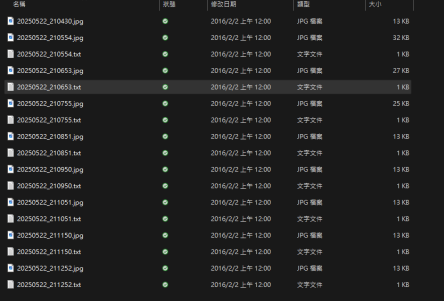 名稱 狀態 修改日期 類型 大小
20250522_210430.jpg 2016/2/2 上午 12:00 JPG 檔案 13 KB
20250522_210554.jpg 2016/2/2 上午 12:00 JPG 檔案 32 KB
20250522_210554.txt 2016/2/2 上午 12:00 文字文件 1 KB
20250522_210653.jpg 2016/2/2 上午 12:00 JPG 檔案 27 KB
20250522_210653.txt 2016/2/2 上午 12:00 文字文件 1 KB
20250522_210755.jpg 2016/2/2 上午 12:00 JPG 檔案 25 KB
20250522_210755.txt 2016/2/2 上午 12:00 文字文件 1 KB
20250522_210851.jpg 2016/2/2 上午 12:00 JPG 檔案 13 KB
20250522_210851.txt 2016/2/2 上午 12:00 文字文件 1 KB
20250522_210950.jpg 2016/2/2 上午 12:00 JPG 檔案 13 KB
20250522_210950.txt 2016/2/2 上午 12:00 文字文件 1 KB
20250522_211051.jpg 2016/2/2 上午 12:00 JPG 檔案 13 KB
20250522_211051.txt 2016/2/2 上午 12:00 文字文件 1 KB
20250522_211150.jpg 2016/2/2 上午 12:00 JPG 檔案 13 KB
20250522_211150.txt 2016/2/2 上午 12:00 文字文件 1 KB
20250522_211252.jpg 2016/2/2 上午 12:00 JPG 檔案 13 KB
20250522_211252.txt 2016/2/2 上午 12:00 文字文件 1 KB